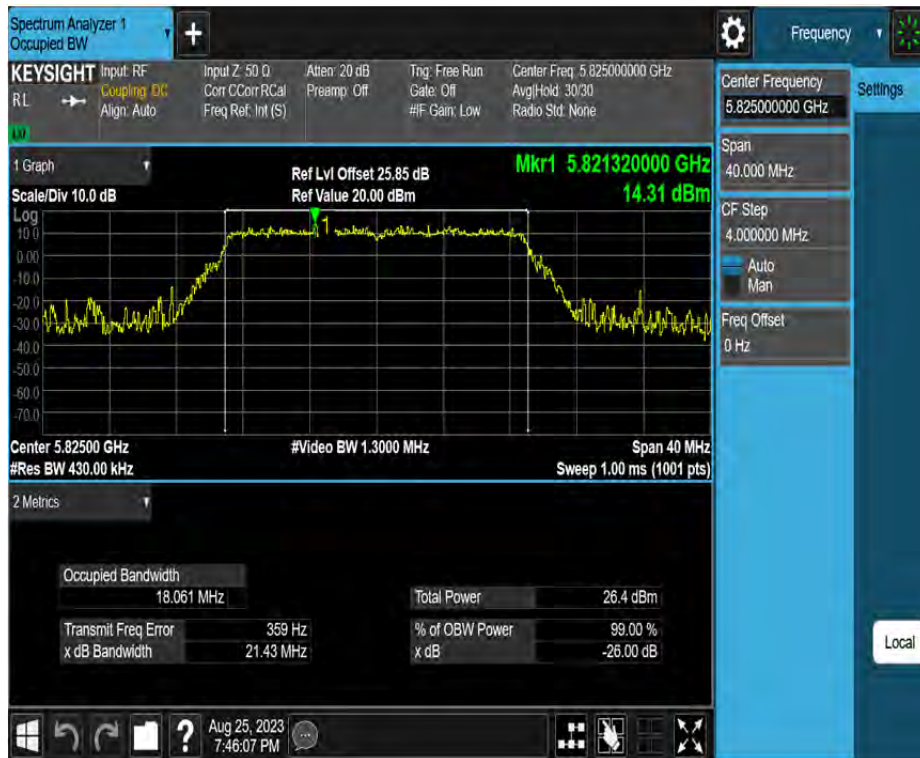 Spectrum Analyzer 1
Occupied BW
+
Frequency
KEYSIGHT
RL
Input: RF
Coupling: DC
Align: Auto
Input Z: 50 Ω
Corr CCorr RCal
Freq Ref: Int (S)
Atten: 20 dB
Preamp: Off
Trig: Free Run
Gate: Off
#IF Gain: Low
Center Freq: 5.825000000 GHz
Avg|Hold: 30/30
Radio Std: None
1 Graph
Scale/Div 10.0 dB
Ref Lvl Offset 25.85 dB
Ref Value 20.00 dBm
Mkr1 5.821320000 GHz
14.31 dBm
Log
10.0
0.00
-10.0
-20.0
-30.0
-40.0
-50.0
-60.0
-70.0
1
Center 5.82500 GHz
#Res BW 430.00 kHz
#Video BW 1.3000 MHz
Span 40 MHz
Sweep 1.00 ms (1001 pts)
2 Metrics
Occupied Bandwidth
18.061 MHz
Total Power 26.4 dBm
Transmit Freq Error 359 Hz
% of OBW Power 99.00 %
x dB Bandwidth 21.43 MHz
x dB -26.00 dB
Center Frequency
5.825000000 GHz
Settings
Span
40.000 MHz
CF Step
4.000000 MHz
Auto
Man
Freq Offset
0 Hz
Local
?
Aug 25, 2023
7:46:07 PM